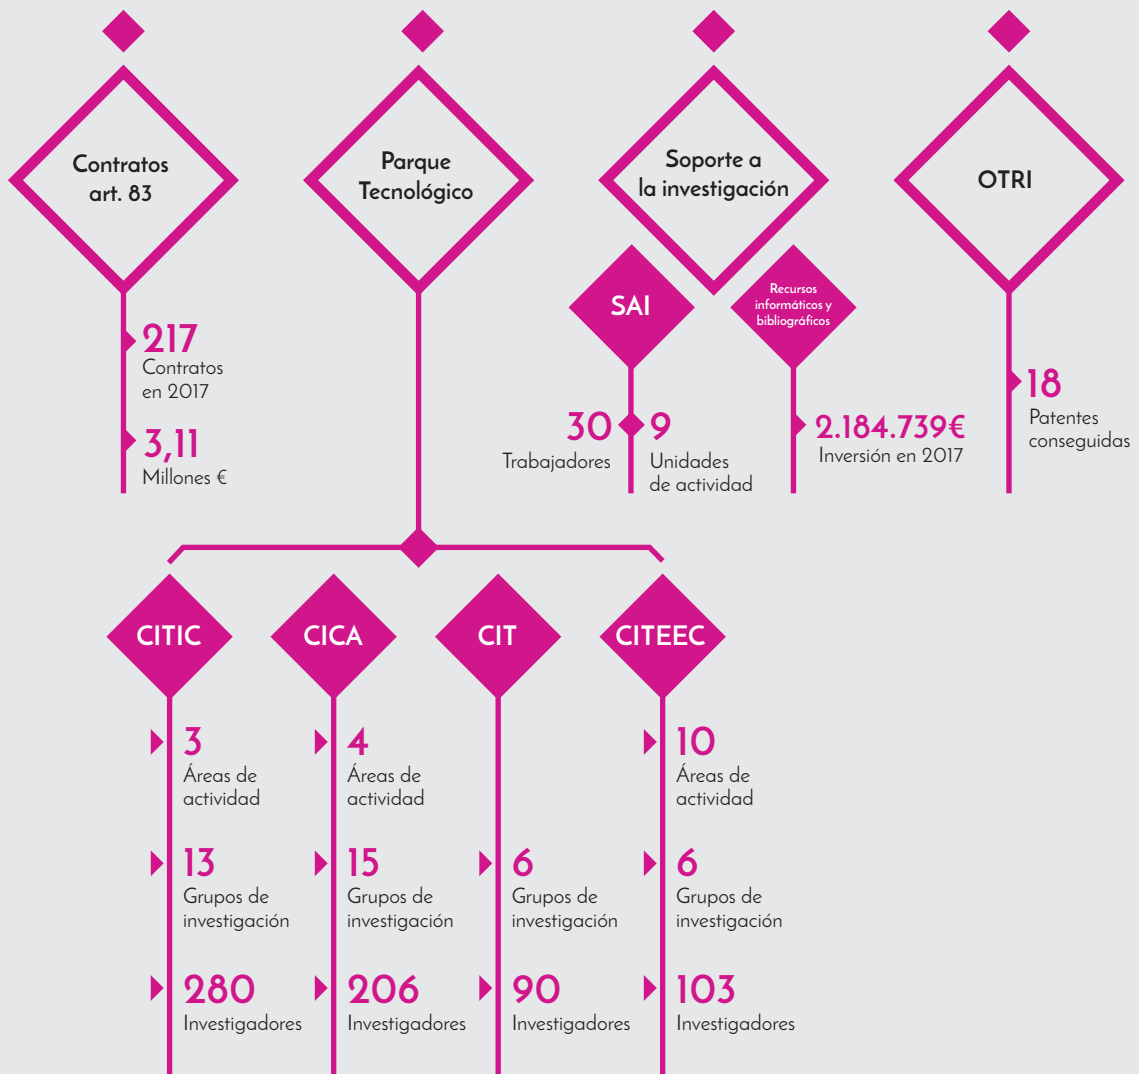 Contratos
art. 83
217
Contratos
en 2017
3,11
Millones €
Parque
Tecnológico
Soporte a
la investigación
SAI
30
Trabajadores
9
Unidades
de actividad
Recursos
informáticos y
bibliográficos
2.184.739€
Inversión en 2017
OTRI
18
Patentes
conseguidas
CITIC
3
Áreas de
actividad
13
Grupos de
investigación
280
Investigadores
CICA
4
Áreas de
actividad
15
Grupos de
investigación
206
Investigadores
CIT
6
Grupos de
investigación
90
Investigadores
CITEEC
10
Áreas de
actividad
6
Grupos de
investigación
103
Investigadores